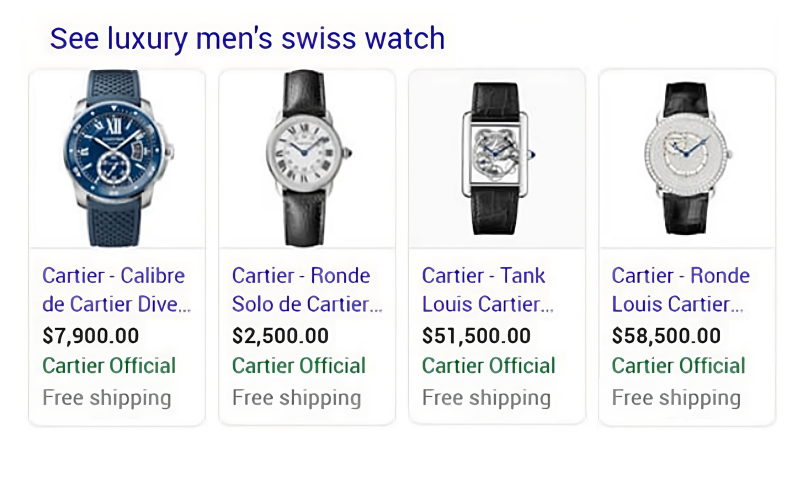 See luxury men's swiss watch
Cartier - Calibre
de Cartier Dive...
$7,900.00
Cartier Official
Free shipping
Cartier - Ronde
Solo de Cartier...
$2,500.00
Cartier Official
Free shipping
Cartier - Tank
Louis Cartier...
$51,500.00
Cartier Official
Free shipping
Cartier - Ronde
Louis Cartier...
$58,500.00
Cartier Official
Free shipping